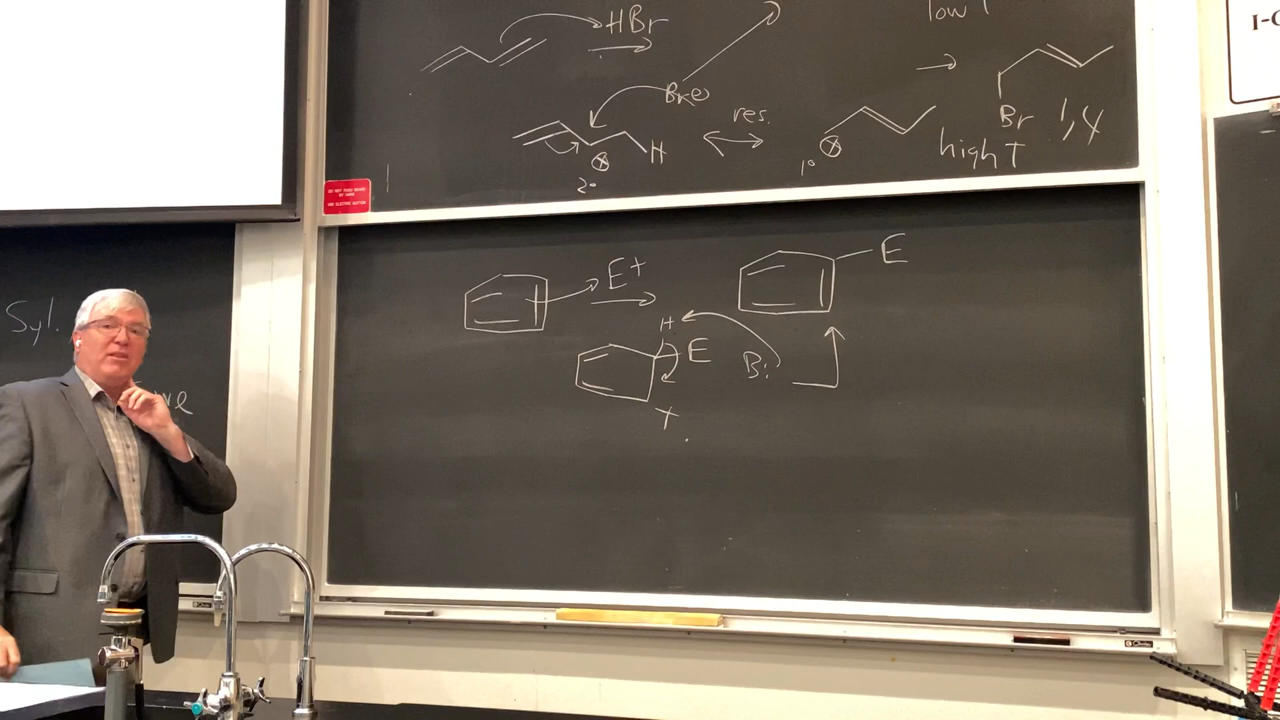 HBr
low T
Br⊖
res.
Br 1,4
H
2°
⊕
1°
⊕
high T
E+
E
H
E
B:
+
Syl.
I-C